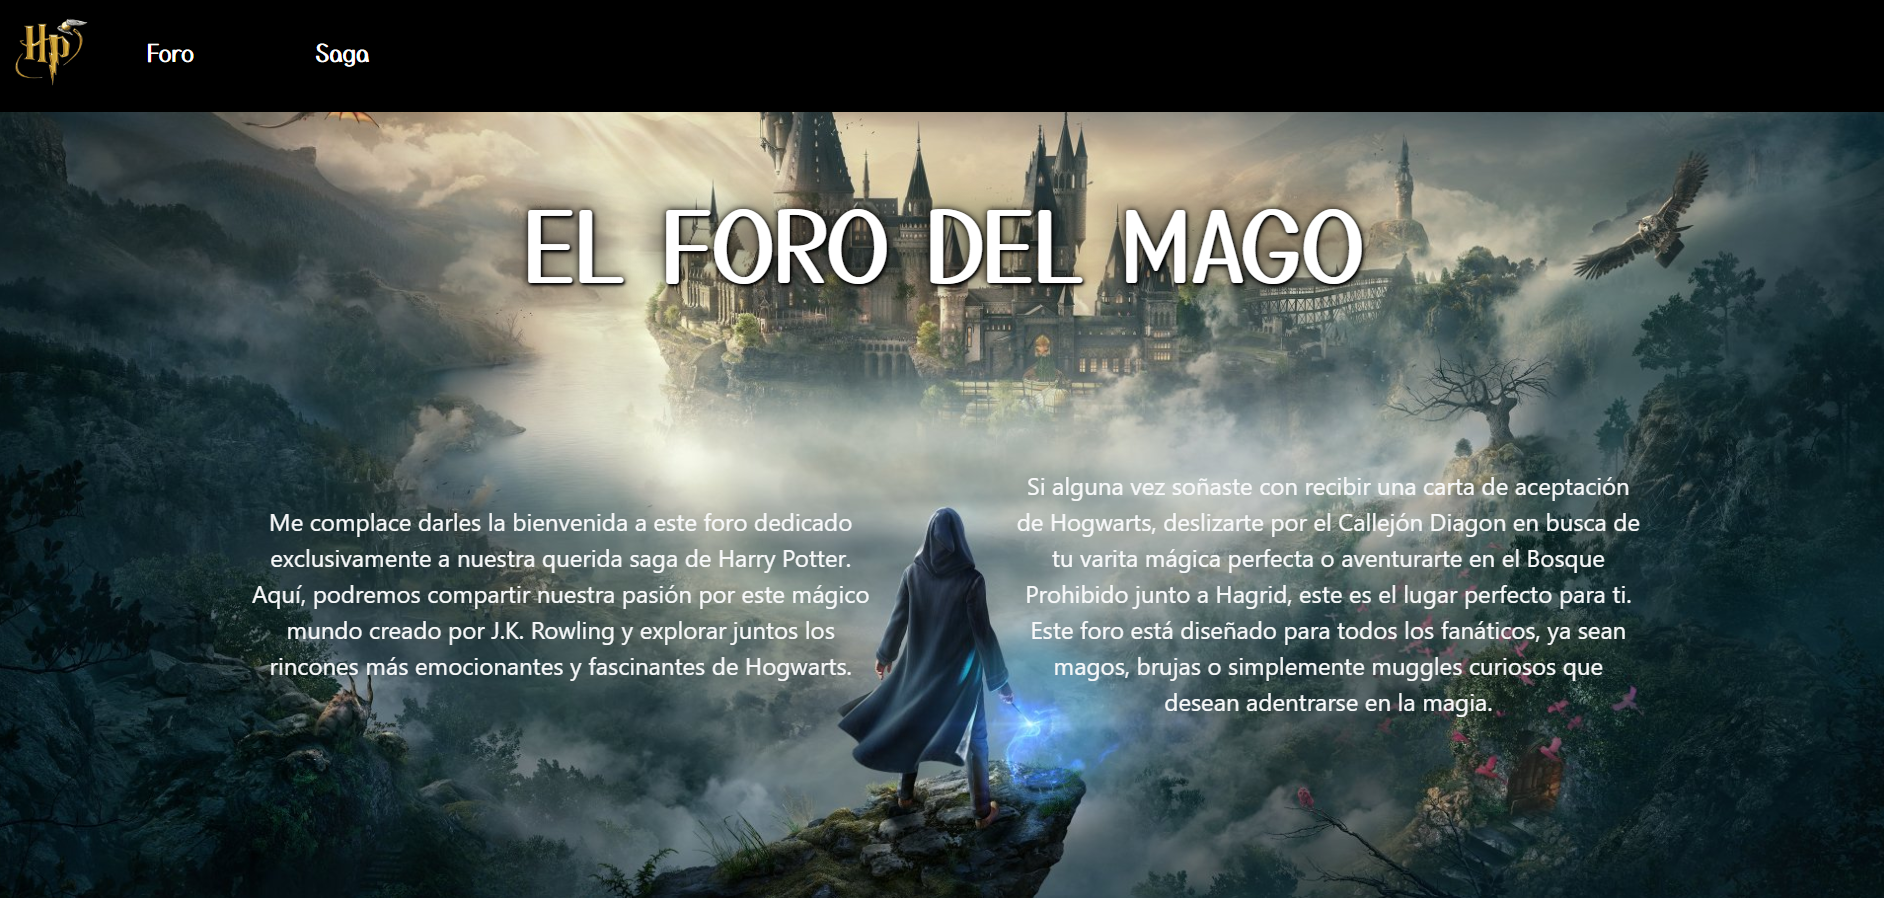 HP
Foro
Saga
EL FORO DEL MAGO
Me complace darles la bienvenida a este foro dedicado
exclusivamente a nuestra querida saga de Harry Potter.
Aquí, podremos compartir nuestra pasión por este mágico
mundo creado por J.K. Rowling y explorar juntos los
rincones más emocionantes y fascinantes de Hogwarts.
Si alguna vez soñaste con recibir una carta de aceptación
de Hogwarts, deslizarte por el Callejón Diagon en busca de
tu varita mágica perfecta o aventurarte en el Bosque
Prohibido junto a Hagrid, este es el lugar perfecto para ti.
Este foro está diseñado para todos los fanáticos, ya sean
magos, brujas o simplemente muggles curiosos que
desean adentrarse en la magia.